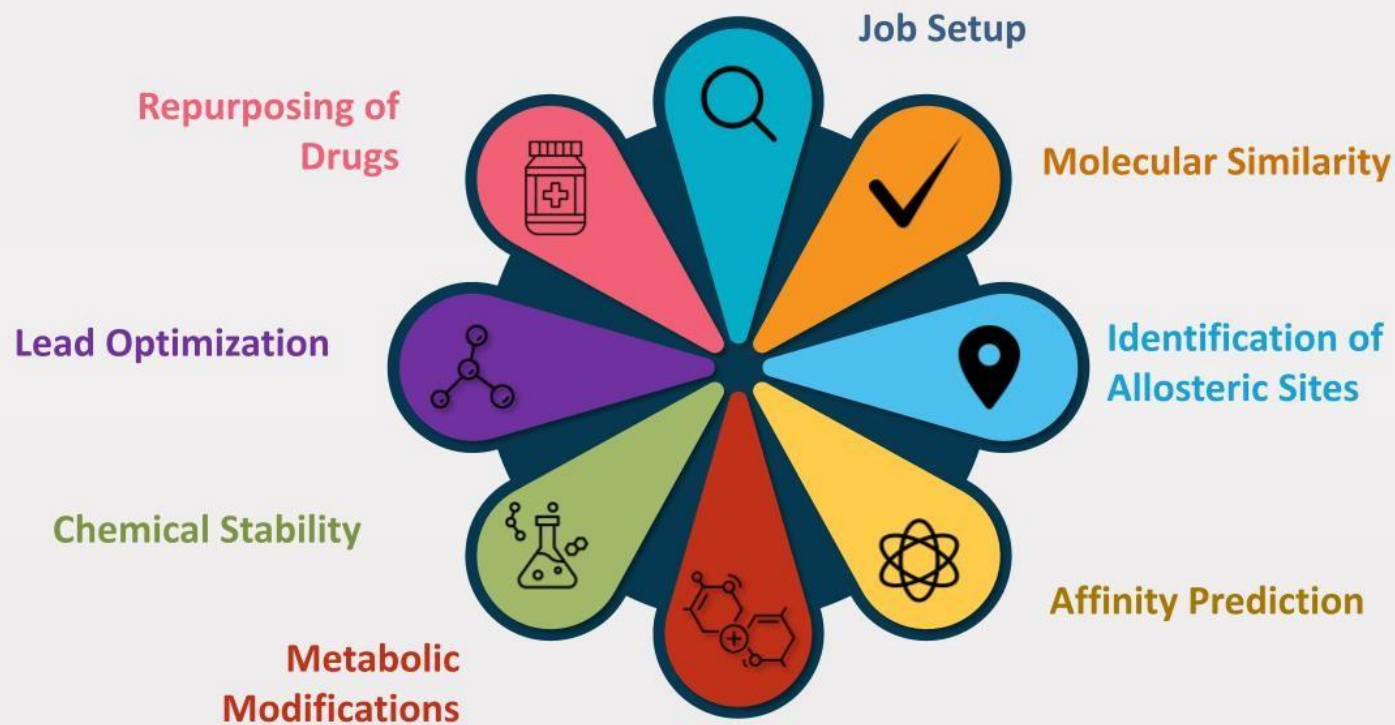 Job Setup
Repurposing of
Drugs
Molecular Similarity
Lead Optimization
Identification of
Allosteric Sites
Chemical Stability
Affinity Prediction
Metabolic
Modifications